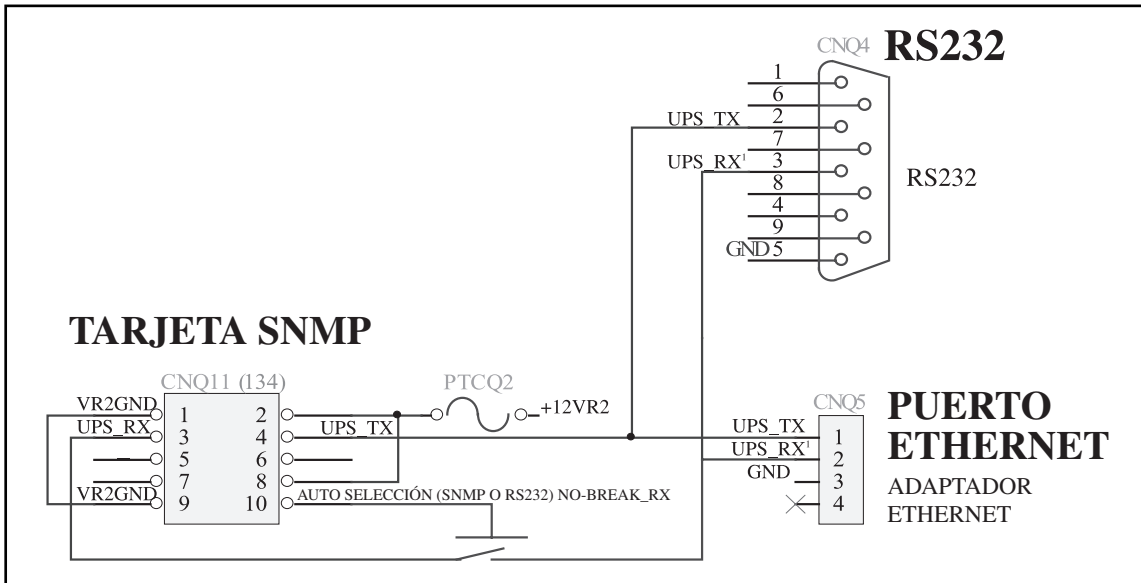 CNQ4 RS232
1
6
UPS_TX 2
7
UPS_RX¹ 3
8
4
9
GND 5
RS232
TARJETA SNMP
CNQ11 (134)
PTCQ2
VR2GND 1 2 +12VR2
UPS_RX 3 4 UPS_TX
5 6
7 8
VR2GND 9 10 AUTO SELECCIÓN (SNMP O RS232) NO-BREAK_RX
CNQ5
PUERTO
ETHERNET
UPS_TX 1
UPS_RX¹ 2
GND 3
4
ADAPTADOR
ETHERNET